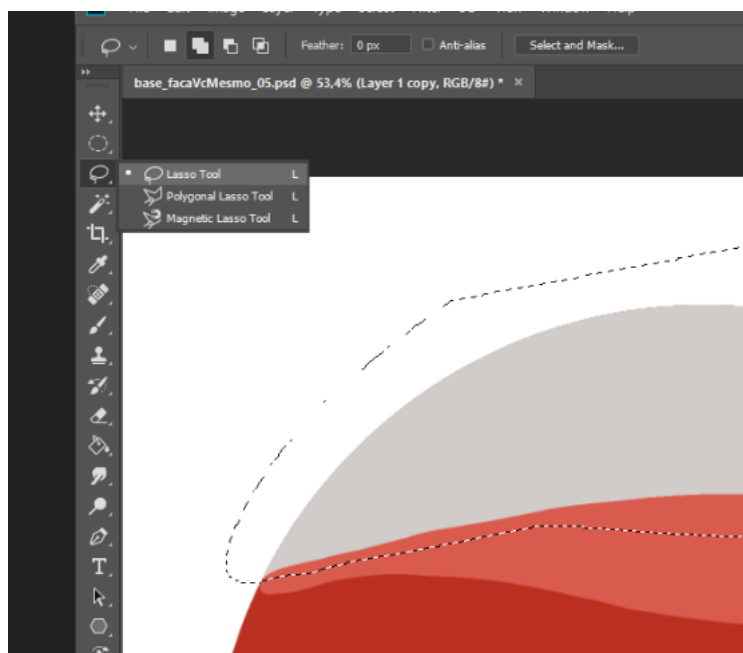 Feather: 0 px Anti-alias Select and Mask...
base_facaVcMesmo_05.psd @ 53,4% (Layer 1 copy, RGB/8#) * ×
Lasso Tool L
Polygonal Lasso Tool L
Magnetic Lasso Tool L
T